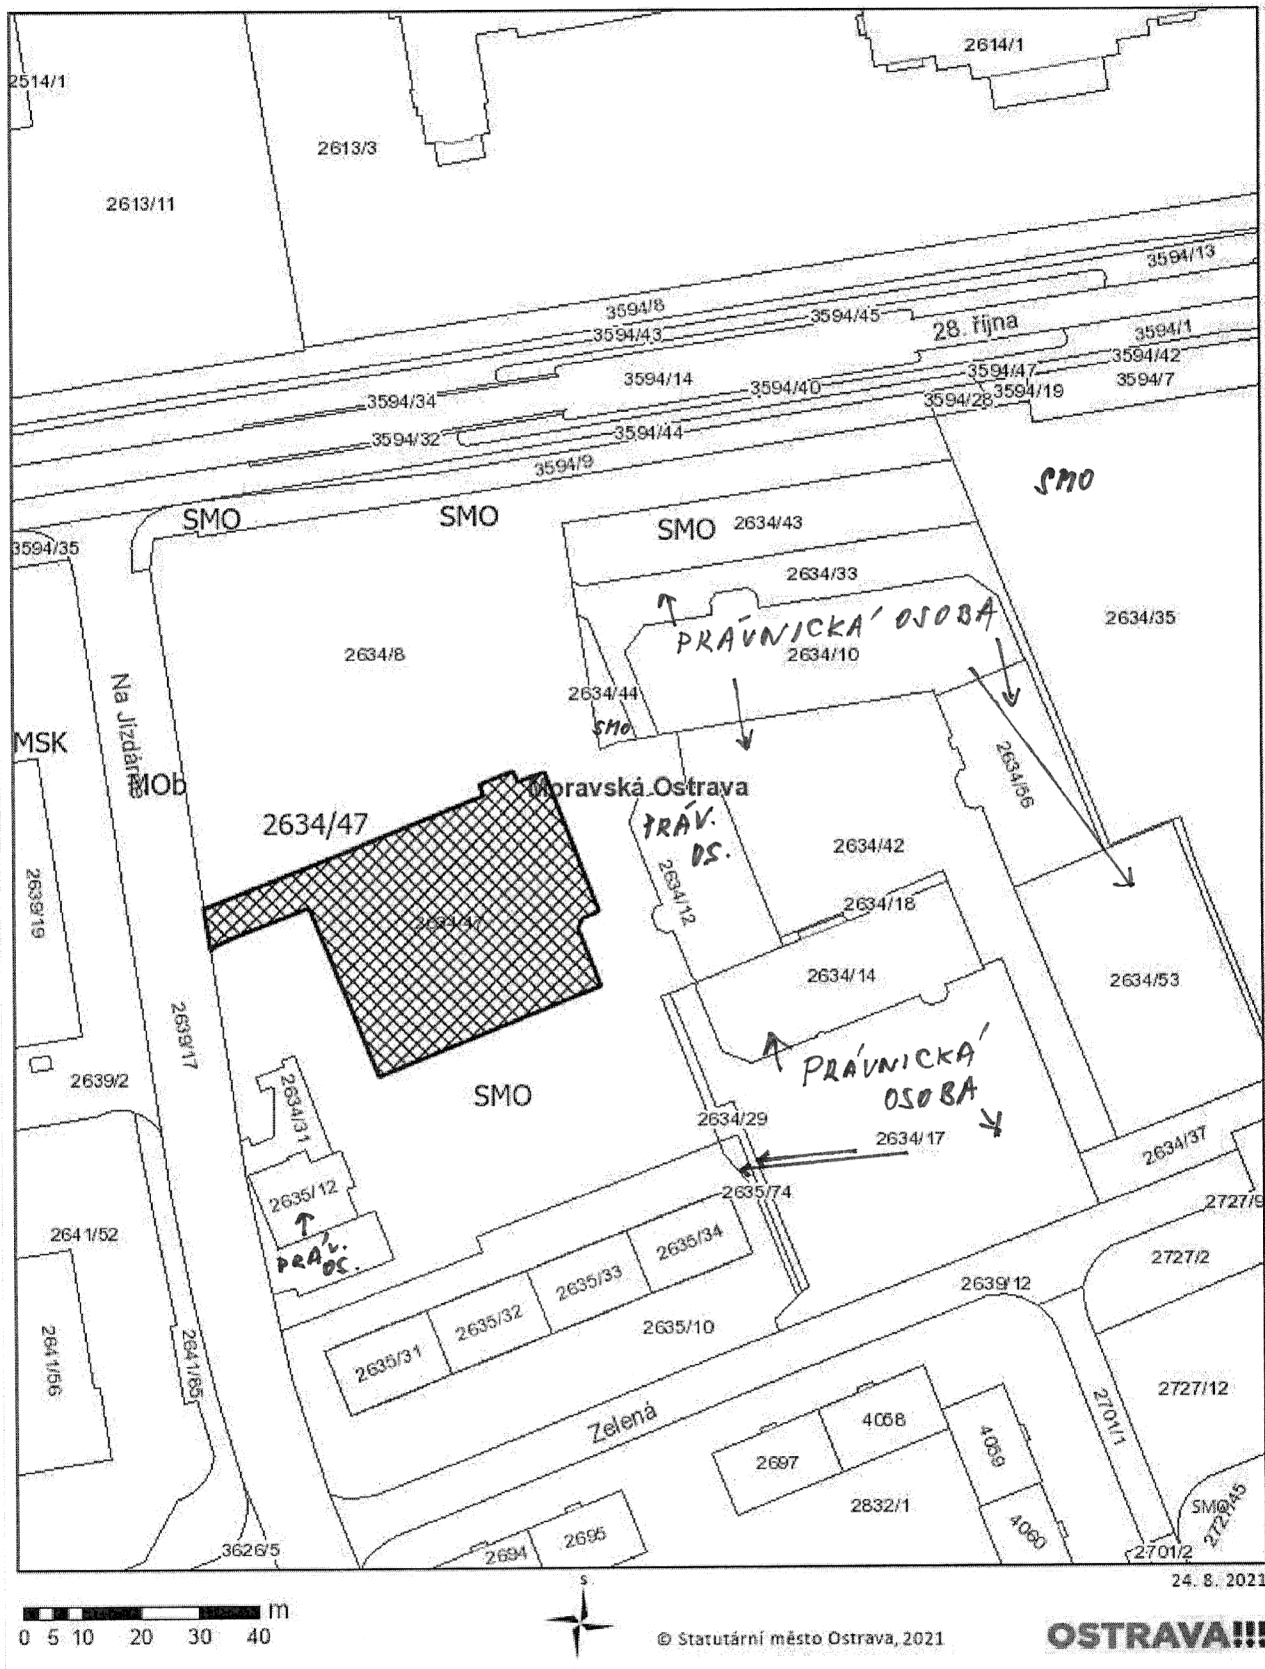 2514/1
2614/1
2613/3
2613/11
3594/13
3594/8
3594/45
3594/43
28. října
3594/1
3594/42
3594/14
3594/47
3594/7
3594/40
3594/19
3594/34
3594/28
3594/32
3594/44
3594/9
SMO
SMO
SMO
SMO
2634/43
3594/35
2634/33
2634/35
PRÁVNICKÁ OSOBA
2634/8
2634/10
2634/44
SMO
Na Jízdárně
MSK
MOb
2634/56
Moravská Ostrava
2634/47
PRÁV.
OS.
2634/42
2639/19
2634/12
2634/18
2634/47
2634/14
2634/53
2639/17
2639/2
PRÁVNICKÁ
OSOBA
SMO
2634/31
2634/29
2634/17
2634/37
2635/12
2635/74
2727/9
2641/52
PRÁV.
OS.
2635/34
2727/2
2635/33
2639/12
2635/32
2635/10
2635/31
2641/56
2641/85
2727/12
Zelená
4058
2701/1
2697
4059
2832/1
SMO
2727/45
2695
4060
3626/5
2694
2701/2
24. 8. 2021
S
m
0 5 10 20 30 40
© Statutární město Ostrava, 2021
OSTRAVA!!!